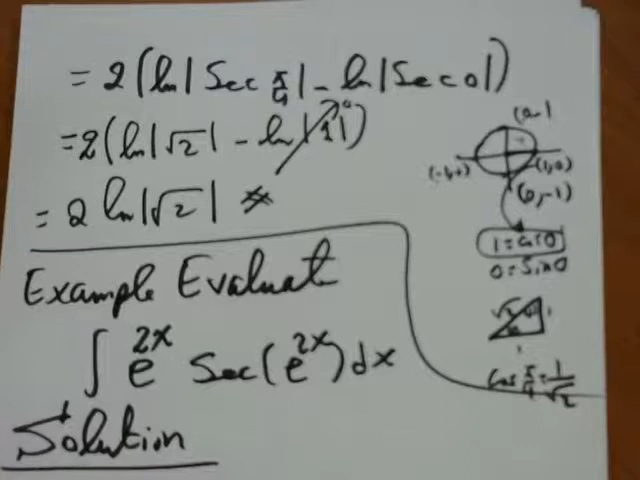 = 2 (ln|Sec π/4| - ln|Sec 0|)
= 2 (ln|√2| - ln|1|)
= 2 ln|√2|
Example Evaluate
∫ e^2x Sec(e^2x) dx
Solution
(1,0)
(0,-1)
1 = cos 0
0 = Sin 0
√2
1
1
Cos π/4 = 1/√2